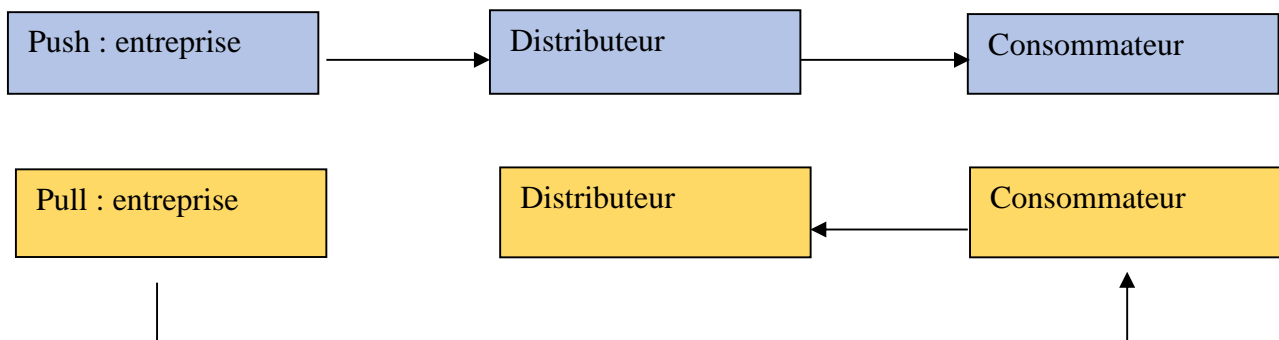 Push : entreprise
Distributeur
Consommateur
Pull : entreprise
Distributeur
Consommateur